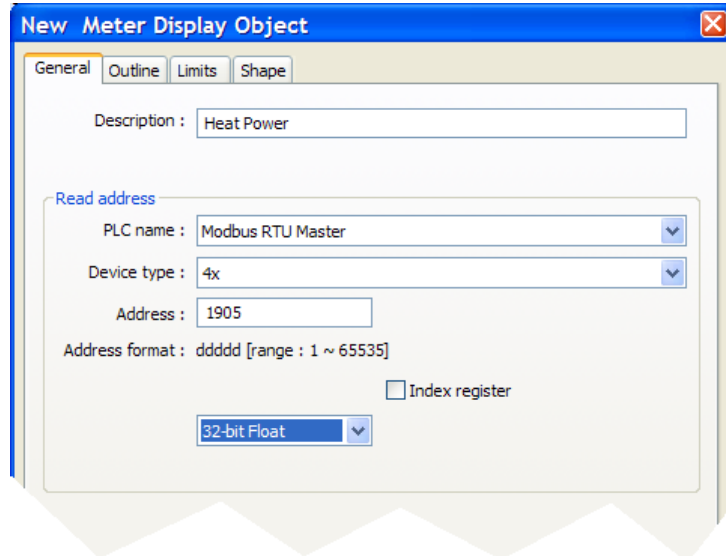 New Meter Display Object
General Outline Limits Shape
Description : Heat Power
Read address
PLC name : Modbus RTU Master
Device type : 4x
Address : 1905
Address format : ddddd [range : 1 ~ 65535]
Index register
32-bit Float